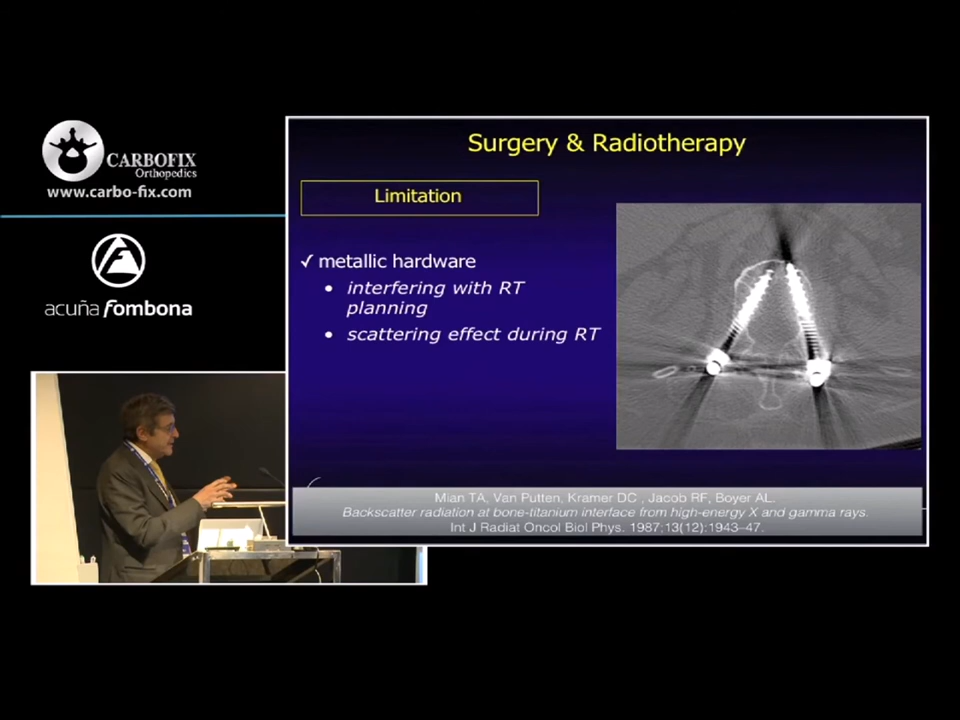 CARBOFIX
Orthopedics
www.carbo-fix.com
acuña fombona
Surgery & Radiotherapy
Limitation
✓ metallic hardware
• interfering with RT
planning
• scattering effect during RT
Mian TA, Van Putten, Kramer DC , Jacob RF, Boyer AL.
Backscatter radiation at bone-titanium interface from high-energy X and gamma rays.
Int J Radiat Oncol Biol Phys. 1987;13(12):1943–47.